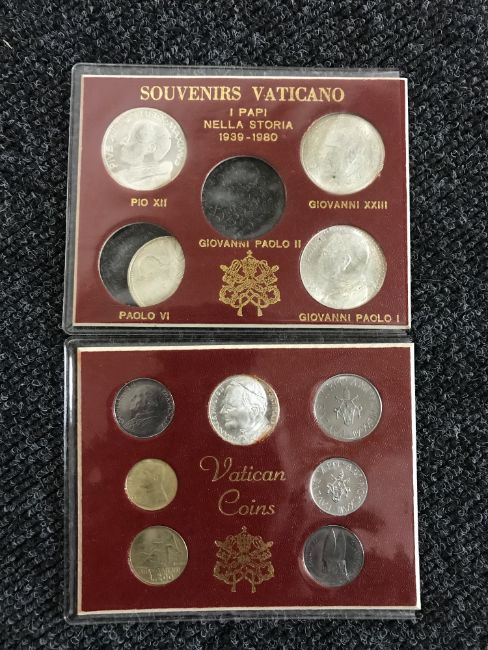 SOUVENIRS VATICANO
I PAPI
NELLA STORIA
1939-1980
PIO XII
GIOVANNI XXIII
GIOVANNI PAOLO II
PAOLO VI
GIOVANNI PAOLO I
Vatican
Coins